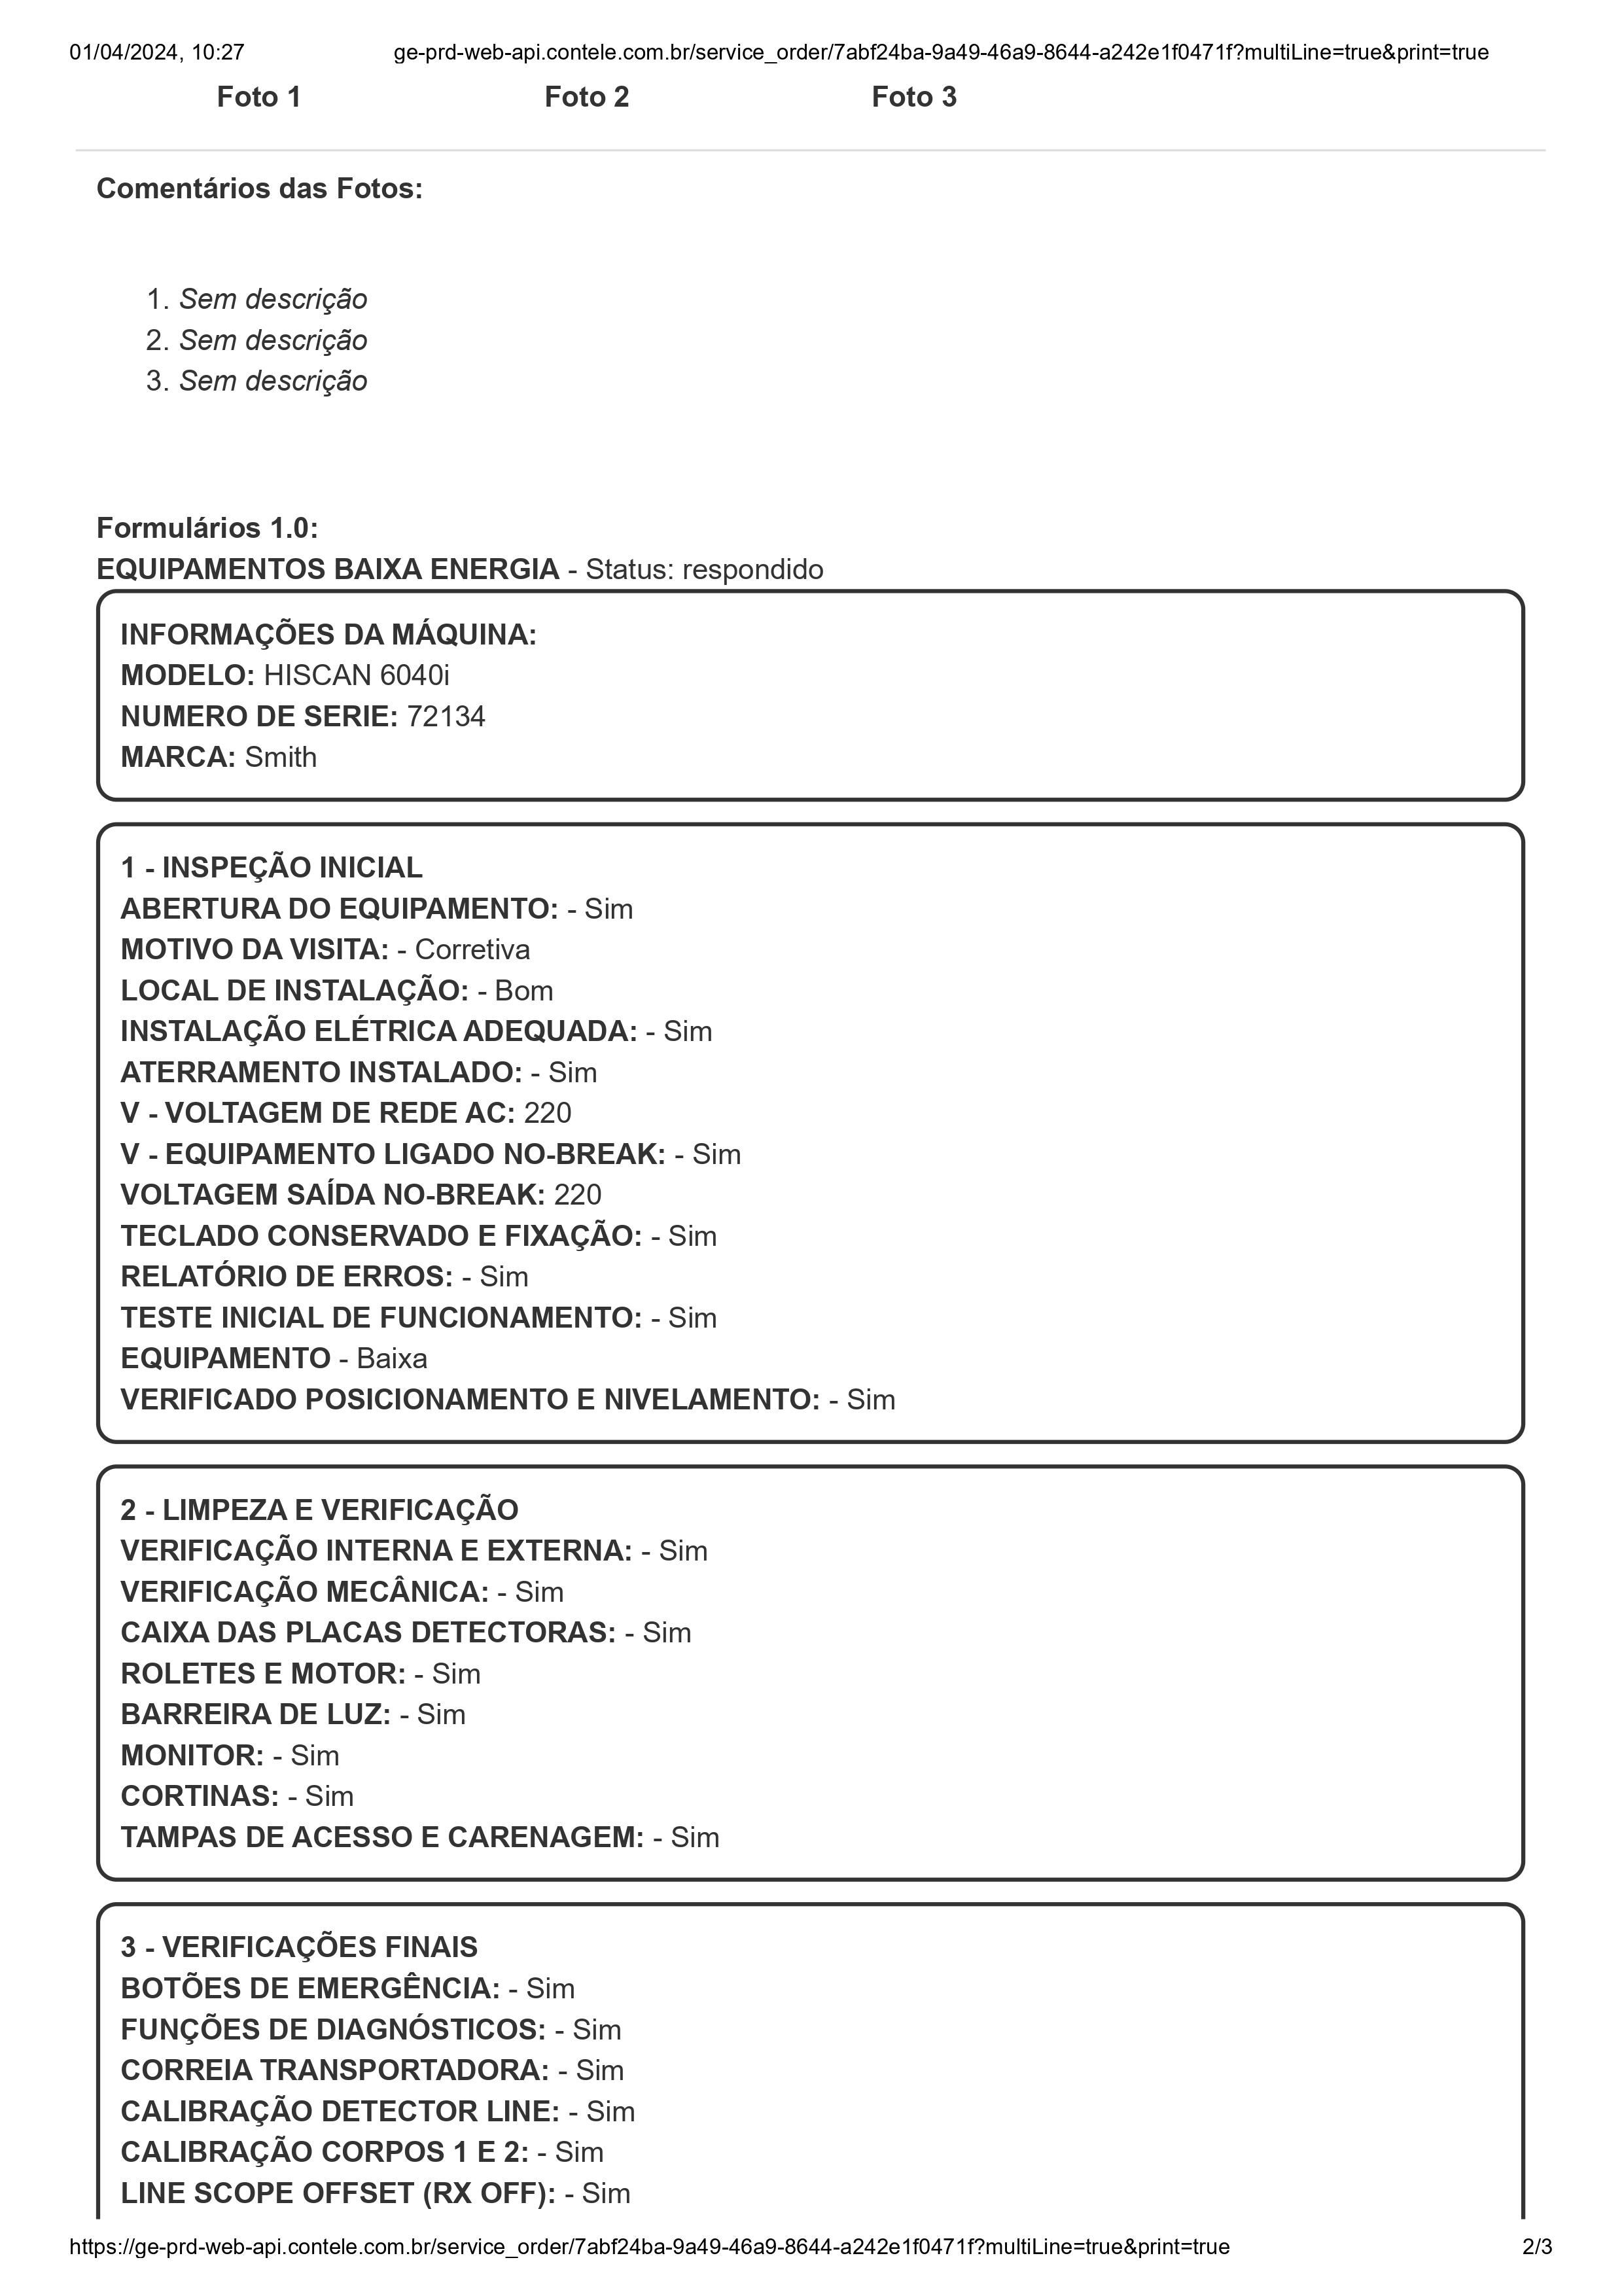 01/04/2024, 10:27 ge-prd-web-api.contele.com.br/service_order/7abf24ba-9a49-46a9-8644-a242e1f0471f?multiLine=true&print=true
Foto 1 Foto 2 Foto 3
Comentários das Fotos:
1. Sem descrição
2. Sem descrição
3. Sem descrição
Formulários 1.0:
EQUIPAMENTOS BAIXA ENERGIA - Status: respondido
INFORMAÇÕES DA MÁQUINA:
MODELO: HISCAN 6040i
NUMERO DE SERIE: 72134
MARCA: Smith
1 - INSPEÇÃO INICIAL
ABERTURA DO EQUIPAMENTO: - Sim
MOTIVO DA VISITA: - Corretiva
LOCAL DE INSTALAÇÃO: - Bom
INSTALAÇÃO ELÉTRICA ADEQUADA: - Sim
ATERRAMENTO INSTALADO: - Sim
V - VOLTAGEM DE REDE AC: 220
V - EQUIPAMENTO LIGADO NO-BREAK: - Sim
VOLTAGEM SAÍDA NO-BREAK: 220
TECLADO CONSERVADO E FIXAÇÃO: - Sim
RELATÓRIO DE ERROS: - Sim
TESTE INICIAL DE FUNCIONAMENTO: - Sim
EQUIPAMENTO - Baixa
VERIFICADO POSICIONAMENTO E NIVELAMENTO: - Sim
2 - LIMPEZA E VERIFICAÇÃO
VERIFICAÇÃO INTERNA E EXTERNA: - Sim
VERIFICAÇÃO MECÂNICA: - Sim
CAIXA DAS PLACAS DETECTORAS: - Sim
ROLETES E MOTOR: - Sim
BARREIRA DE LUZ: - Sim
MONITOR: - Sim
CORTINAS: - Sim
TAMPAS DE ACESSO E CARENAGEM: - Sim
3 - VERIFICAÇÕES FINAIS
BOTÕES DE EMERGÊNCIA: - Sim
FUNÇÕES DE DIAGNÓSTICOS: - Sim
CORREIA TRANSPORTADORA: - Sim
CALIBRAÇÃO DETECTOR LINE: - Sim
CALIBRAÇÃO CORPOS 1 E 2: - Sim
LINE SCOPE OFFSET (RX OFF): - Sim
https://ge-prd-web-api.contele.com.br/service_order/7abf24ba-9a49-46a9-8644-a242e1f0471f?multiLine=true&print=true 2/3